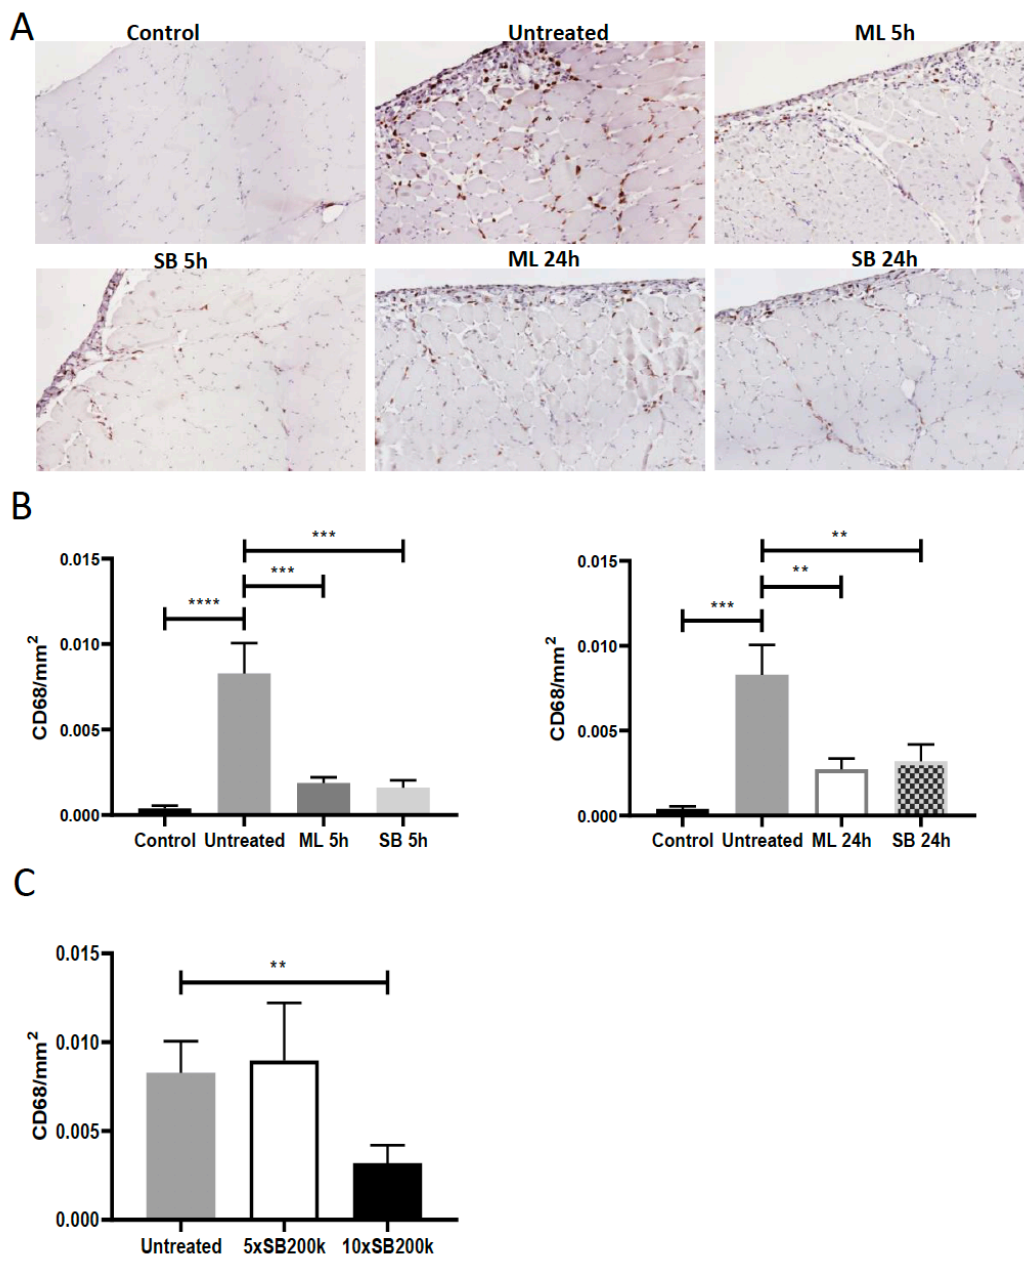 A
Control
Untreated
ML 5h
SB 5h
ML 24h
SB 24h
B
CD68/mm²
0.015
0.010
0.005
0.000
****
***
***
Control Untreated ML 5h SB 5h
CD68/mm²
0.015
0.010
0.005
0.000
***
**
**
Control Untreated ML 24h SB 24h
C
CD68/mm²
0.015
0.010
0.005
0.000
**
Untreated 5xSB200k 10xSB200k